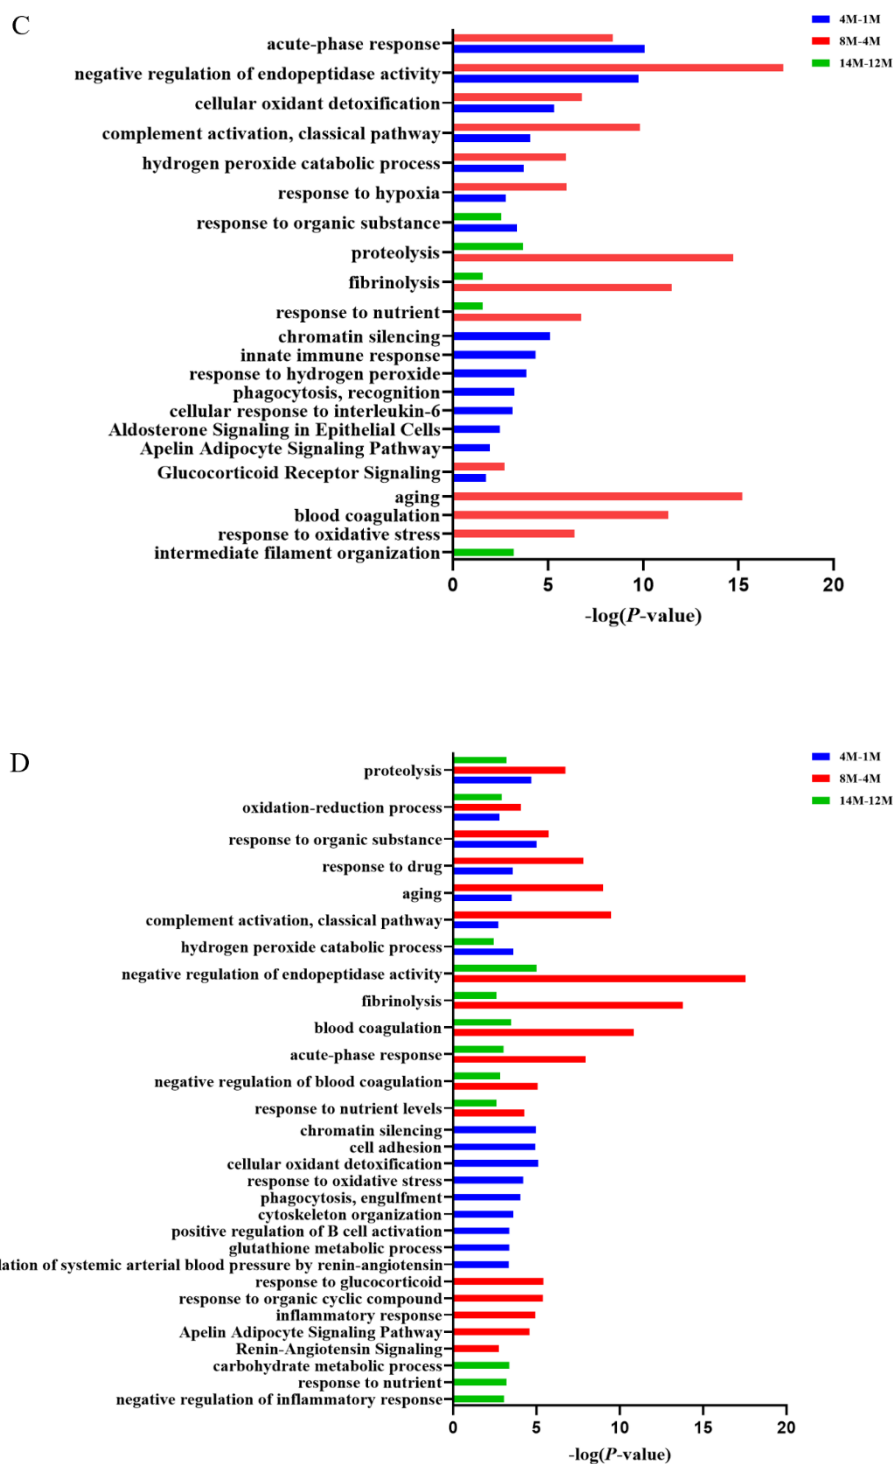 C
4M-1M
8M-4M
14M-12M
acute-phase response
negative regulation of endopeptidase activity
cellular oxidant detoxification
complement activation, classical pathway
hydrogen peroxide catabolic process
response to hypoxia
response to organic substance
proteolysis
fibrinolysis
response to nutrient
chromatin silencing
innate immune response
response to hydrogen peroxide
phagocytosis, recognition
cellular response to interleukin-6
Aldosterone Signaling in Epithelial Cells
Apelin Adipocyte Signaling Pathway
Glucocorticoid Receptor Signaling
aging
blood coagulation
response to oxidative stress
intermediate filament organization
0 5 10 15 20
-log(P-value)
D
4M-1M
8M-4M
14M-12M
proteolysis
oxidation-reduction process
response to organic substance
response to drug
aging
complement activation, classical pathway
hydrogen peroxide catabolic process
negative regulation of endopeptidase activity
fibrinolysis
blood coagulation
acute-phase response
negative regulation of blood coagulation
response to nutrient levels
chromatin silencing
cell adhesion
cellular oxidant detoxification
response to oxidative stress
phagocytosis, engulfment
cytoskeleton organization
positive regulation of B cell activation
glutathione metabolic process
lation of systemic arterial blood pressure by renin-angiotensin
response to glucocorticoid
response to organic cyclic compound
inflammatory response
Apelin Adipocyte Signaling Pathway
Renin-Angiotensin Signaling
carbohydrate metabolic process
response to nutrient
negative regulation of inflammatory response
0 5 10 15 20
-log(P-value)